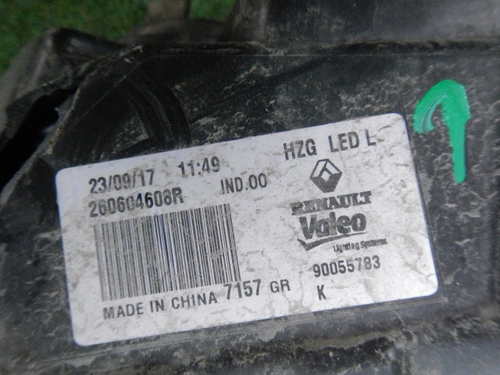 1
HZG LED L
23/09/17 11:49
260604608R IND.00
RENAULT
Valeo
Lighting Systems
90055783
K
MADE IN CHINA 7157 GR